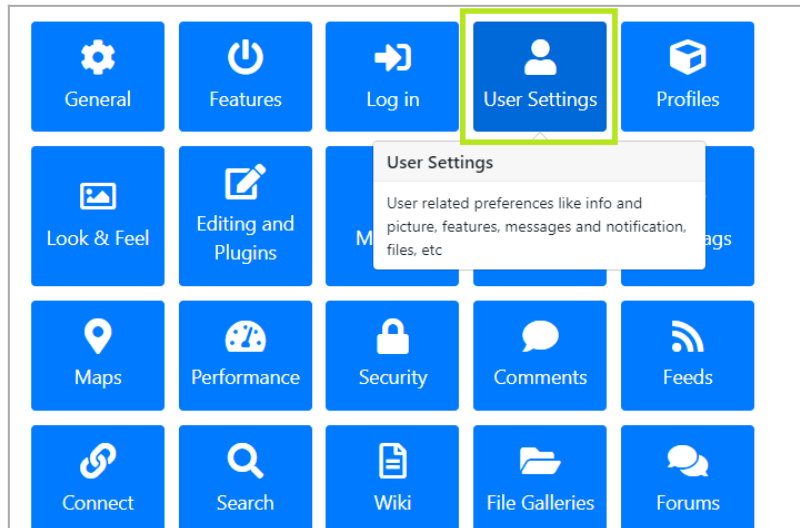 General
Features
Log in
User Settings
Profiles
User Settings
User related preferences like info and
picture, features, messages and notification,
files, etc
Look & Feel
Editing and
Plugins
Maps
Performance
Security
Comments
Feeds
Connect
Search
Wiki
File Galleries
Forums